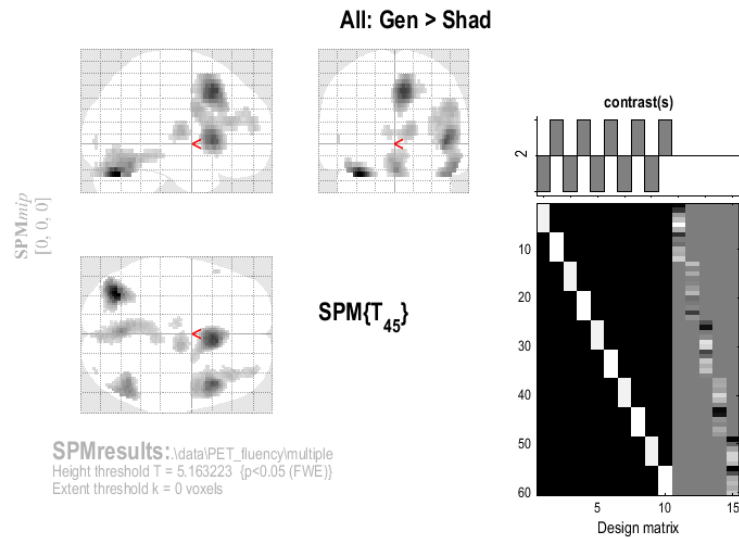 All: Gen > Shad
contrast(s)
2
SPMmip
[0, 0, 0]
<
<
<
SPM{T45}
10
20
30
40
50
60
5
10
15
Design matrix
SPMresults:.\data\PET_fluency\multiple
Height threshold T = 5.163223 {p<0.05 (FWE)}
Extent threshold k = 0 voxels